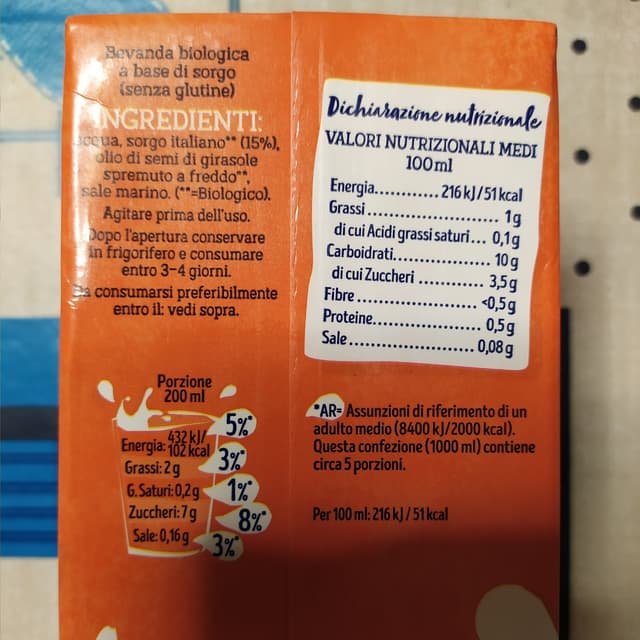 Bevanda biologica
a base di sorgo
(senza glutine)
INGREDIENTI:
acqua, sorgo italiano** (15%),
olio di semi di girasole
spremuto a freddo**,
sale marino. (**=Biologico).
Agitare prima dell'uso.
Dopo l'apertura conservare
in frigorifero e consumare
entro 3-4 giorni.
Da consumarsi preferibilmente
entro il: vedi sopra.
Porzione
200 ml
Energia: 432 kJ/ 102 kcal 5%*
Grassi: 2 g 3%*
G. Saturi: 0,2 g 1%*
Zuccheri: 7 g 8%*
Sale: 0,16 g 3%*
Dichiarazione nutrizionale
VALORI NUTRIZIONALI MEDI
100 ml
Energia............ 216 kJ/51 kcal
Grassi........................ 1 g
di cui Acidi grassi saturi... 0,1 g
Carboidrati................... 10 g
di cui Zuccheri .......... 3,5 g
Fibre ...................... <0,5 g
Proteine..................... 0,5 g
Sale......................... 0,08 g
*AR= Assunzioni di riferimento di un
adulto medio (8400 kJ/2000 kcal).
Questa confezione (1000 ml) contiene
circa 5 porzioni.
Per 100 ml: 216 kJ / 51 kcal